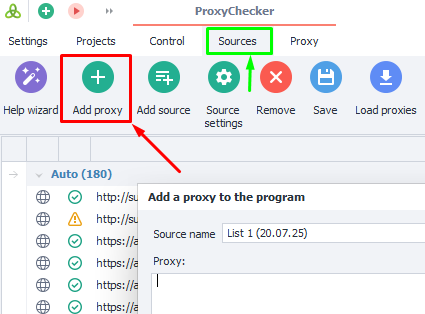 ProxyChecker
Settings Projects Control Sources Proxy
Help wizard Add proxy Add source Source settings Remove Save Load proxies
Auto (180)
http://su
http://su
https://a
https://a
https://a
https://a
Add a proxy to the program
Source name List 1 (20.07.25)
Proxy: